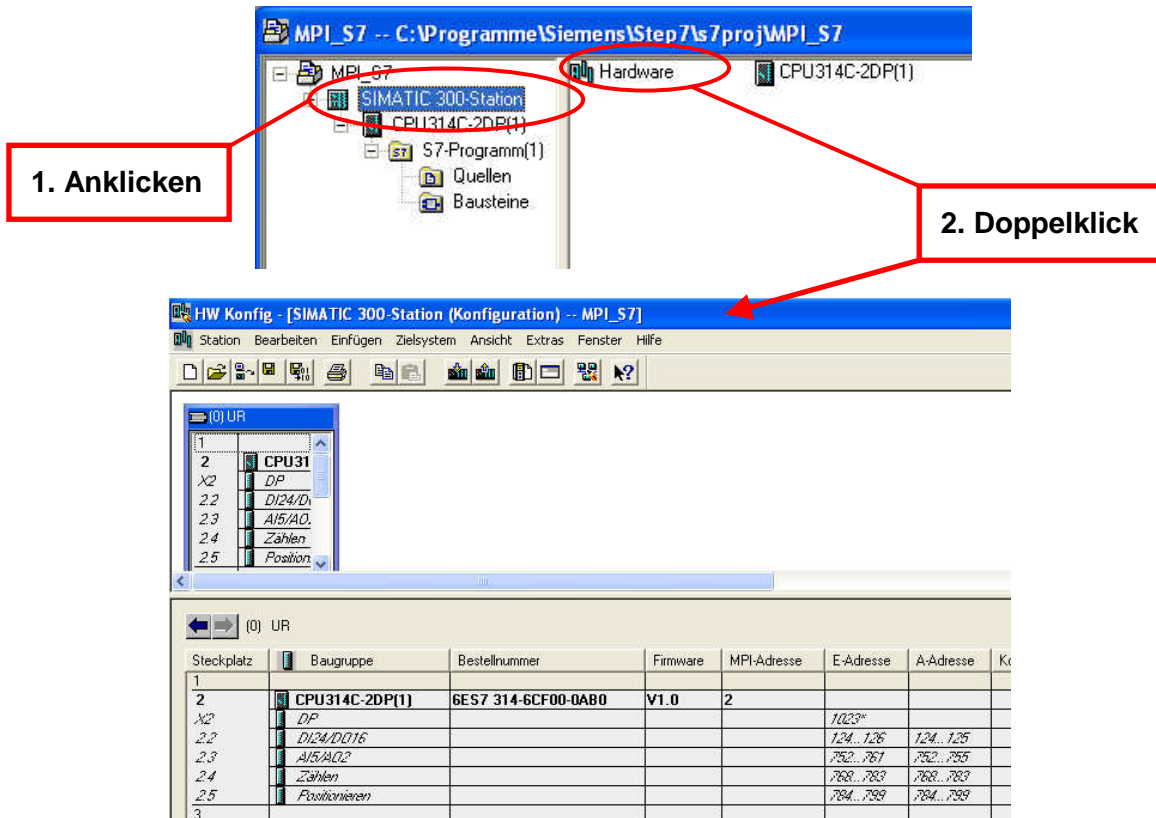 MPI_S7 -- C:\Programme\Siemens\Step7\s7proj\MPI_S7
MPI_S7
Hardware
CPU314C-2DP(1)
SIMATIC 300-Station
CPU314C-2DP(1)
S7-Programm(1)
Quellen
Bausteine
1. Anklicken
2. Doppelklick
HW Konfig - [SIMATIC 300-Station (Konfiguration) -- MPI_S7]
Station Bearbeiten Einfügen Zielsystem Ansicht Extras Fenster Hilfe
(0) UR
1
2 CPU31
X2 DP
2.2 DI24/D
2.3 AI5/AO
2.4 Zählen
2.5 Position
(0) UR
Steckplatz Baugruppe Bestellnummer Firmware MPI-Adresse E-Adresse A-Adresse
1
2 CPU314C-2DP(1) 6ES7 314-6CF00-0AB0 V1.0 2
X2 DP 1023*
2.2 DI24/DO16 124...126 124...125
2.3 AI5/AO2 752...761 752...755
2.4 Zählen 768...783 768...783
2.5 Positionieren 784...799 784...799
3